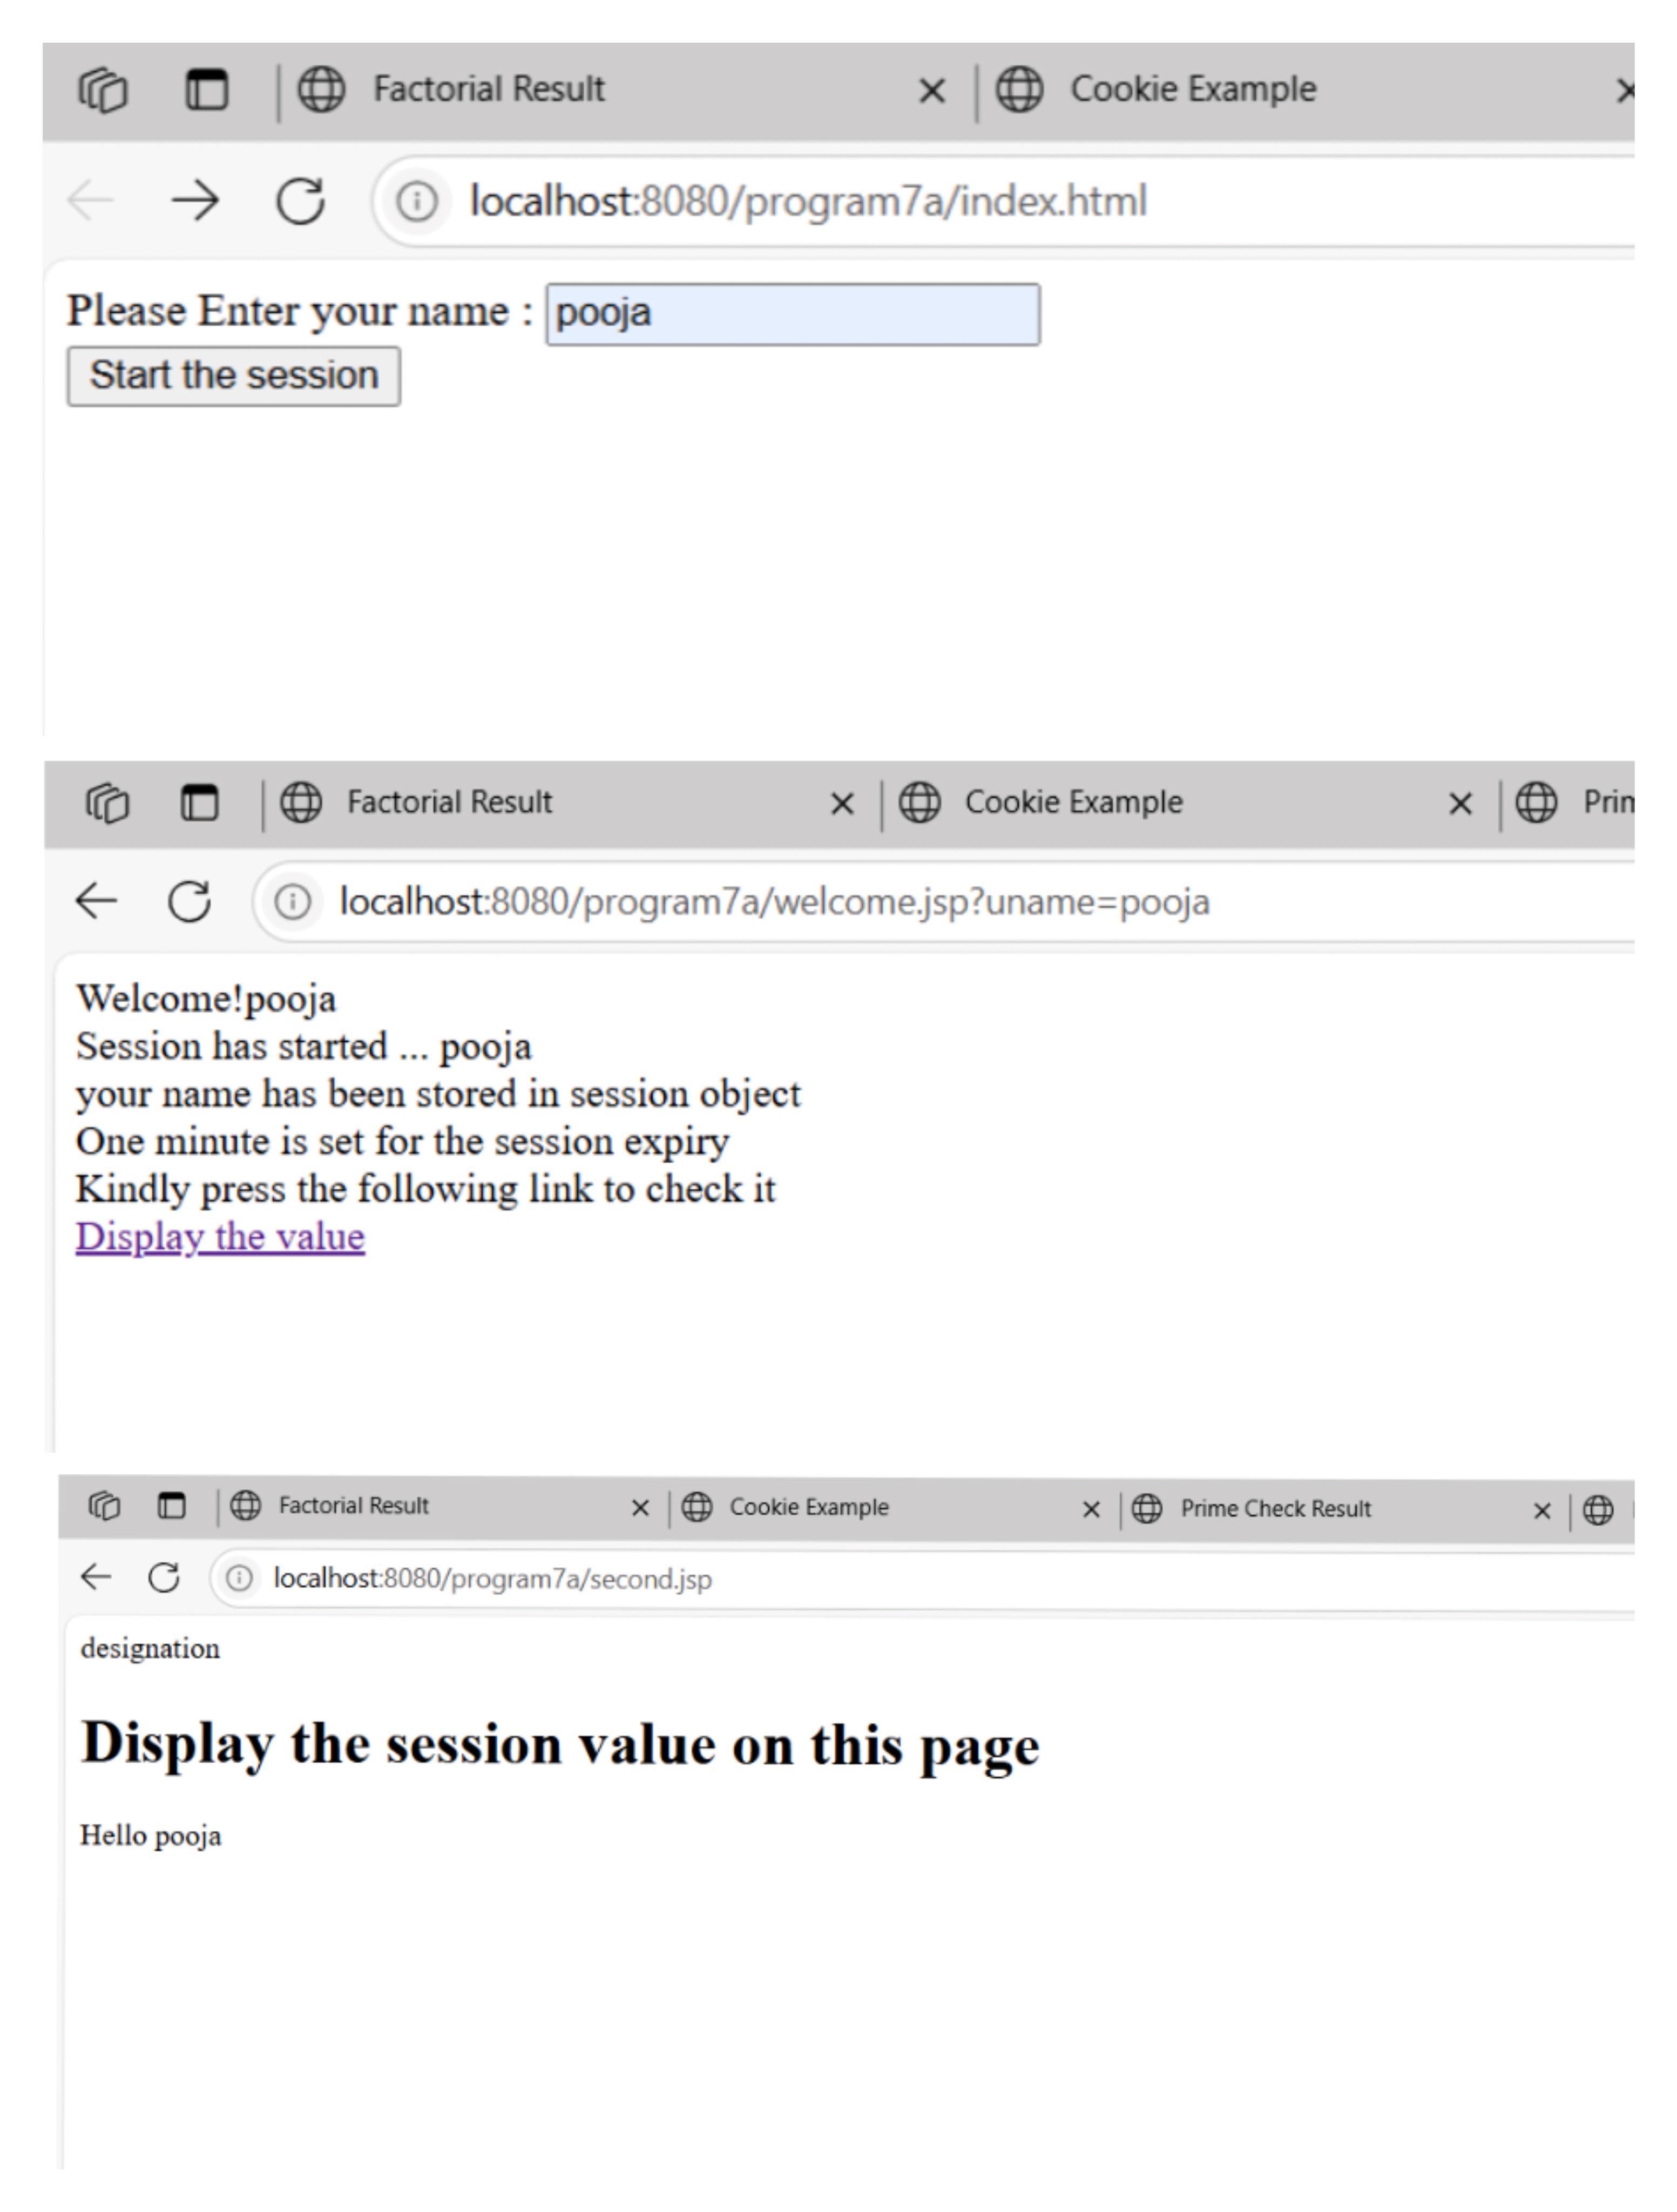 Factorial Result Cookie Example
localhost:8080/program7a/index.html
Please Enter your name : pooja
Start the session
Factorial Result Cookie Example
localhost:8080/program7a/welcome.jsp?uname=pooja
Welcome!pooja
Session has started ... pooja
your name has been stored in session object
One minute is set for the session expiry
Kindly press the following link to check it
Display the value
Factorial Result Cookie Example Prime Check Result
localhost:8080/program7a/second.jsp
designation
Display the session value on this page
Hello pooja